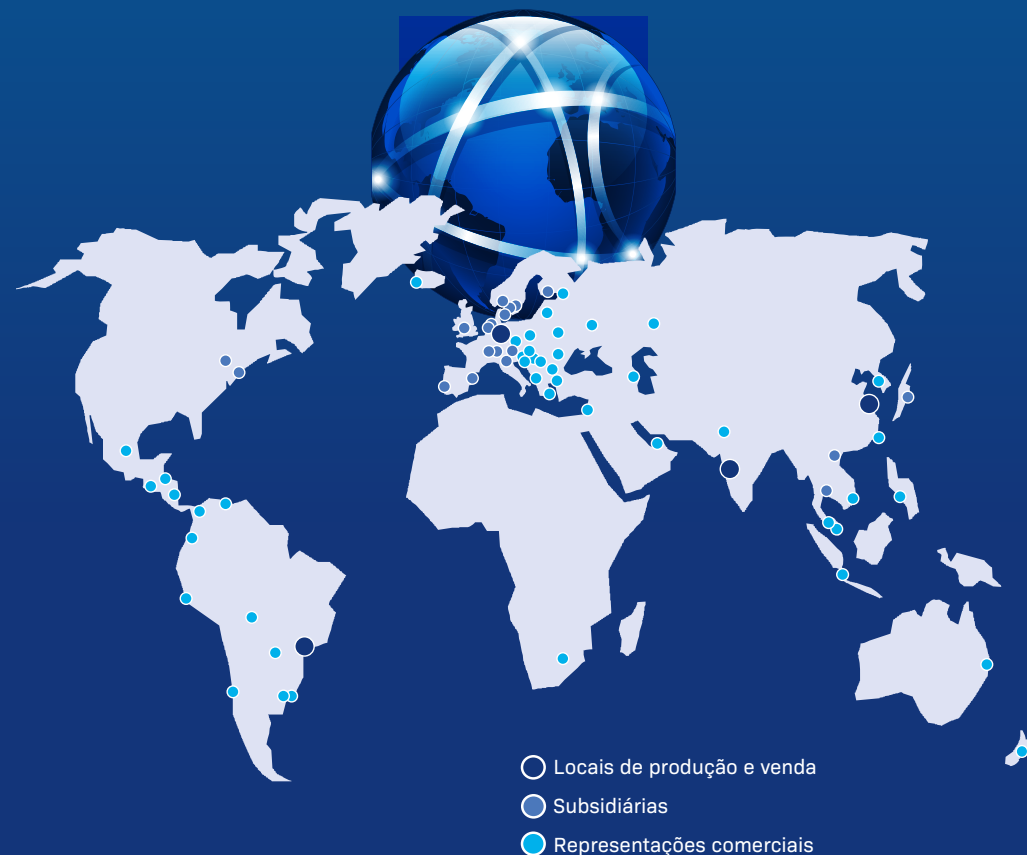 Locais de produção e venda
Subsidiárias
Representações comerciais